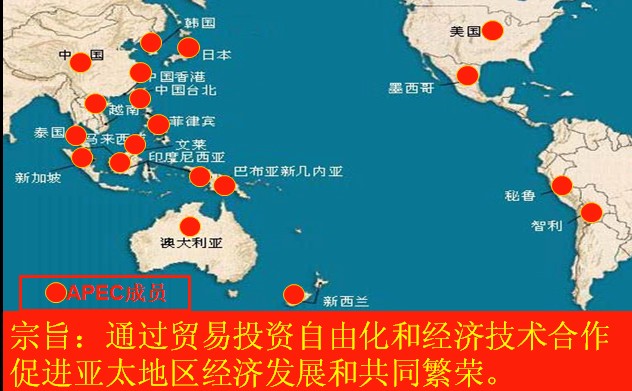 韩国
美国
中国
日本
中国香港
墨西哥
中国台北
越南
菲律宾
泰国
马来西
文莱
印度尼西亚
新加坡
巴布亚新几内亚
秘鲁
智利
澳大利亚
新西兰
APEC成员
宗旨：通过贸易投资自由化和经济技术合作
促进亚太地区经济发展和共同繁荣。